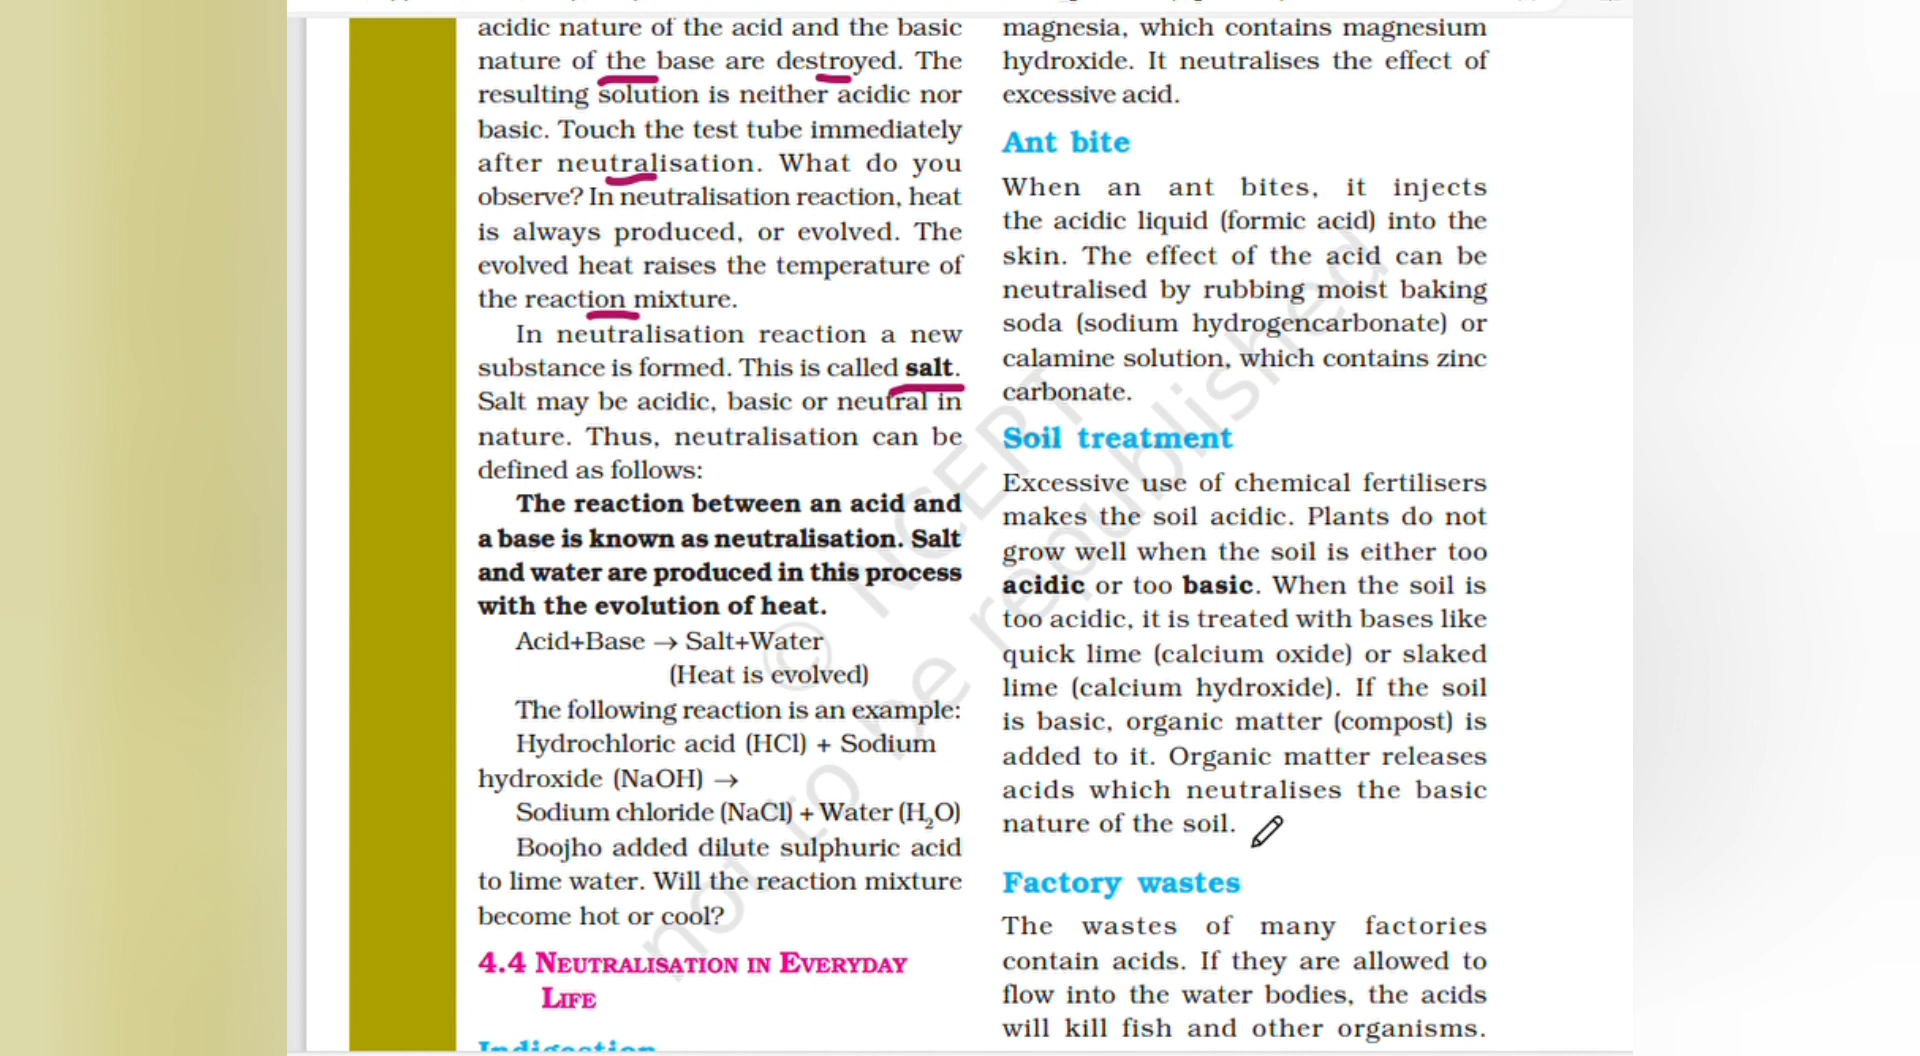 acidic nature of the acid and the basic
nature of the base are destroyed. The
resulting solution is neither acidic nor
basic. Touch the test tube immediately
after neutralisation. What do you
observe? In neutralisation reaction, heat
is always produced, or evolved. The
evolved heat raises the temperature of
the reaction mixture.
In neutralisation reaction a new
substance is formed. This is called salt.
Salt may be acidic, basic or neutral in
nature. Thus, neutralisation can be
defined as follows:
The reaction between an acid and
a base is known as neutralisation. Salt
and water are produced in this process
with the evolution of heat.
Acid+Base → Salt+Water
(Heat is evolved)
The following reaction is an example:
Hydrochloric acid (HCl) + Sodium
hydroxide (NaOH) →
Sodium chloride (NaCl) + Water (H₂O)
Boojho added dilute sulphuric acid
to lime water. Will the reaction mixture
become hot or cool?
4.4 NEUTRALISATION IN EVERYDAY
LIFE
Indigestion
magnesia, which contains magnesium
hydroxide. It neutralises the effect of
excessive acid.
Ant bite
When an ant bites, it injects
the acidic liquid (formic acid) into the
skin. The effect of the acid can be
neutralised by rubbing moist baking
soda (sodium hydrogencarbonate) or
calamine solution, which contains zinc
carbonate.
Soil treatment
Excessive use of chemical fertilisers
makes the soil acidic. Plants do not
grow well when the soil is either too
acidic or too basic. When the soil is
too acidic, it is treated with bases like
quick lime (calcium oxide) or slaked
lime (calcium hydroxide). If the soil
is basic, organic matter (compost) is
added to it. Organic matter releases
acids which neutralises the basic
nature of the soil.
Factory wastes
The wastes of many factories
contain acids. If they are allowed to
flow into the water bodies, the acids
will kill fish and other organisms.
© NCERT
not to be republished